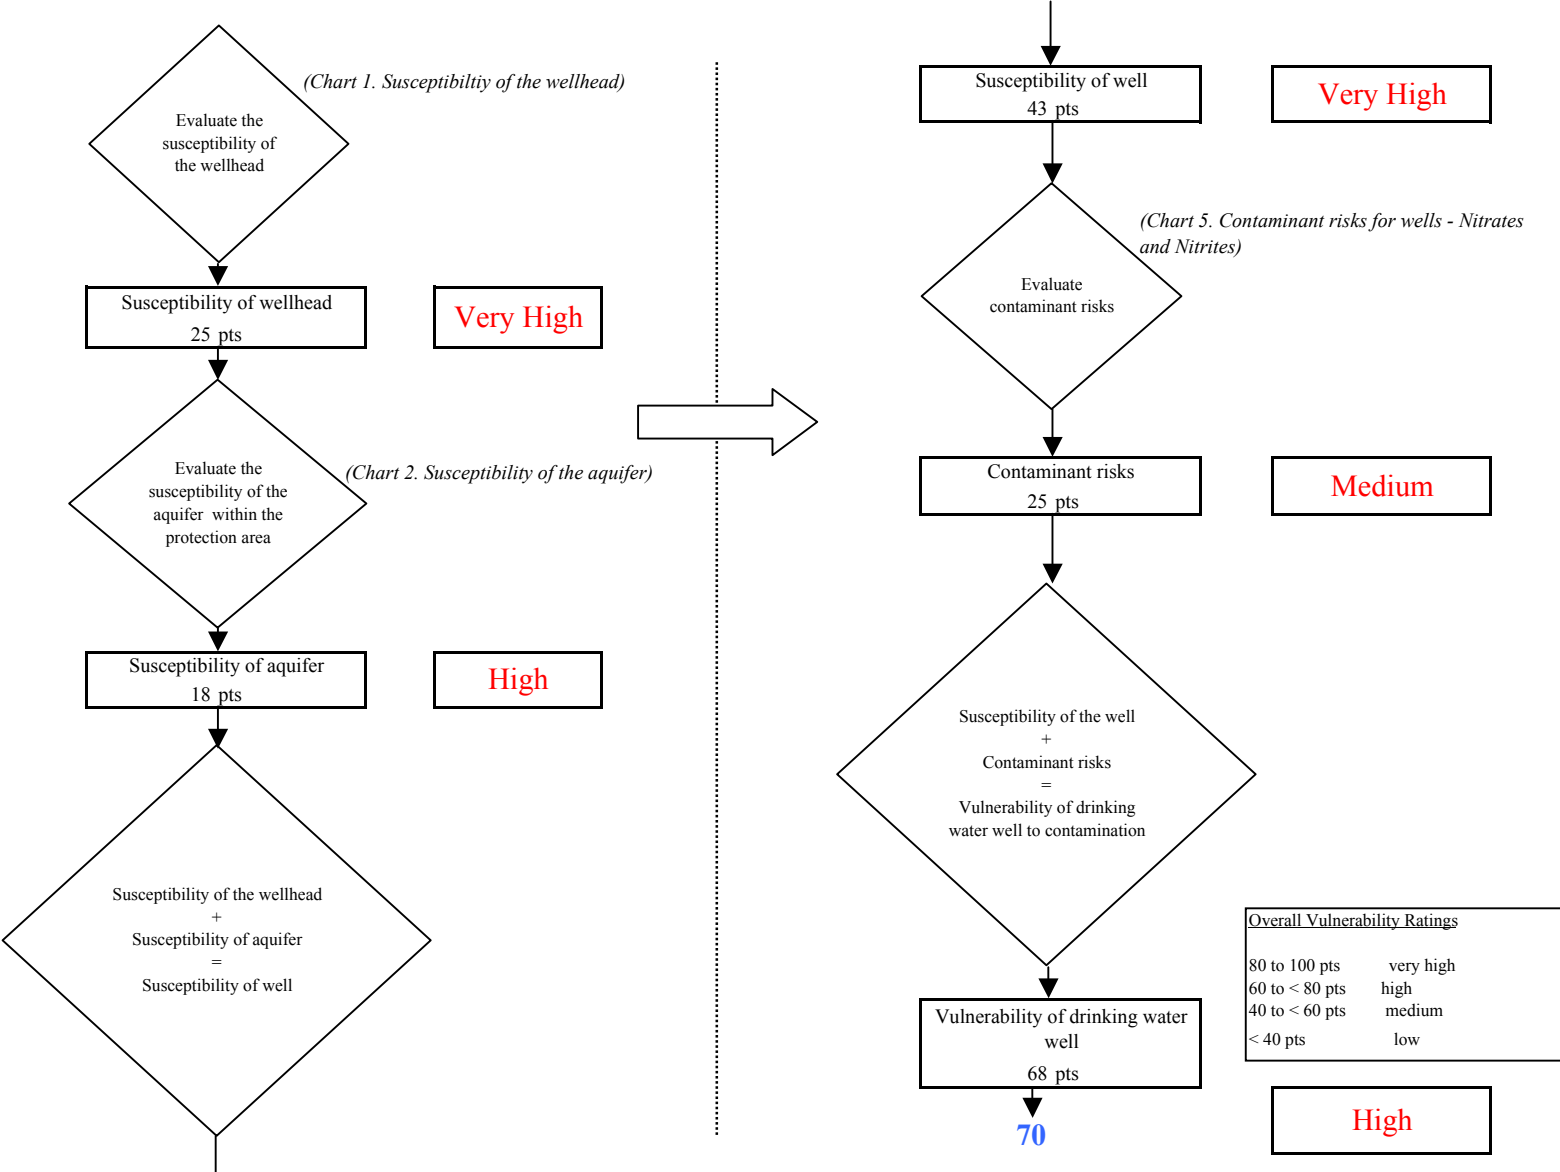 (Chart 1. Susceptibiltiy of the wellhead)
Evaluate the
susceptibility of
the wellhead
Susceptibility of wellhead
25 pts
Very High
(Chart 2. Susceptibility of the aquifer)
Evaluate the
susceptibility of the
aquifer within the
protection area
Susceptibility of aquifer
18 pts
High
Susceptibility of the wellhead
+
Susceptibility of aquifer
=
Susceptibility of well
Susceptibility of well
43 pts
Very High
(Chart 5. Contaminant risks for wells - Nitrates
and Nitrites)
Evaluate
contaminant risks
Contaminant risks
25 pts
Medium
Susceptibility of the well
+
Contaminant risks
=
Vulnerability of drinking
water well to contamination
Overall Vulnerability Ratings
80 to 100 pts very high
60 to < 80 pts high
40 to < 60 pts medium
< 40 pts low
Vulnerability of drinking water
well
68 pts
70
High